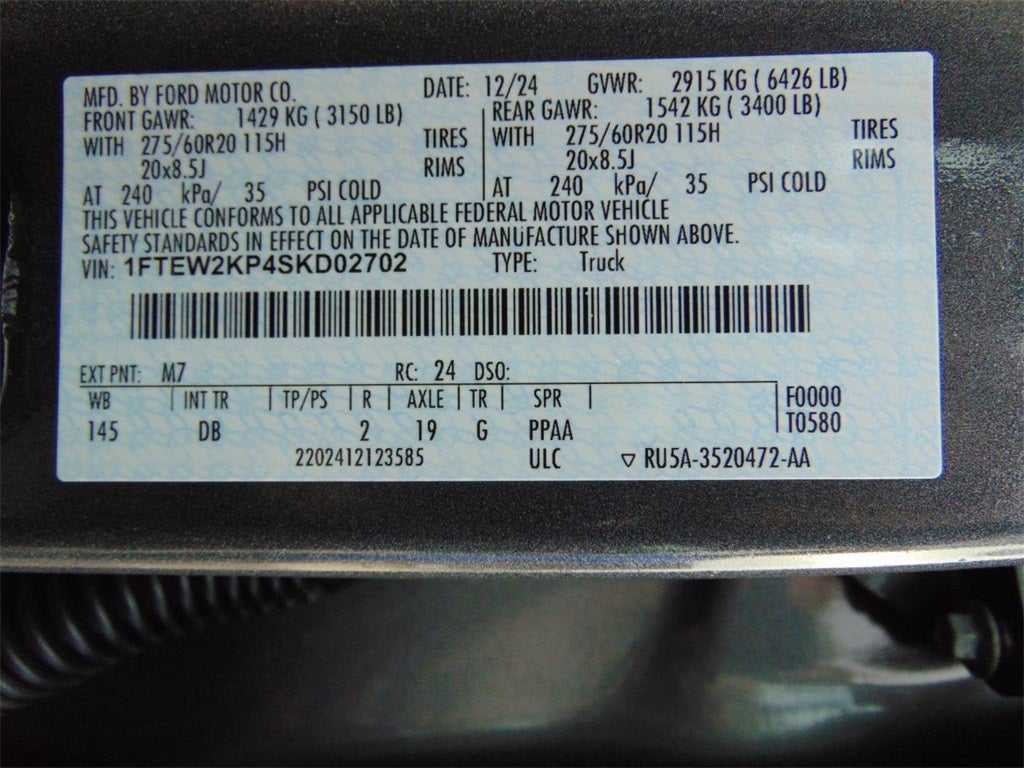 MFD. BY FORD MOTOR CO. DATE: 12/24 GVWR: 2915 KG ( 6426 LB)
FRONT GAWR: 1429 KG ( 3150 LB) REAR GAWR: 1542 KG ( 3400 LB)
WITH 275/60R20 115H TIRES WITH 275/60R20 115H TIRES
20x8.5J RIMS 20x8.5J RIMS
AT 240 kPa/ 35 PSI COLD AT 240 kPa/ 35 PSI COLD
THIS VEHICLE CONFORMS TO ALL APPLICABLE FEDERAL MOTOR VEHICLE
SAFETY STANDARDS IN EFFECT ON THE DATE OF MANUFACTURE SHOWN ABOVE.
VIN: 1FTEW2KP4SKD02702 TYPE: Truck
EXT PNT: M7 RC: 24 DSO:
WB INT TR TP/PS R AXLE TR SPR F0000
145 DB 2 19 G PPAA T0580
2202412123585 ULC ▽ RU5A-3520472-AA